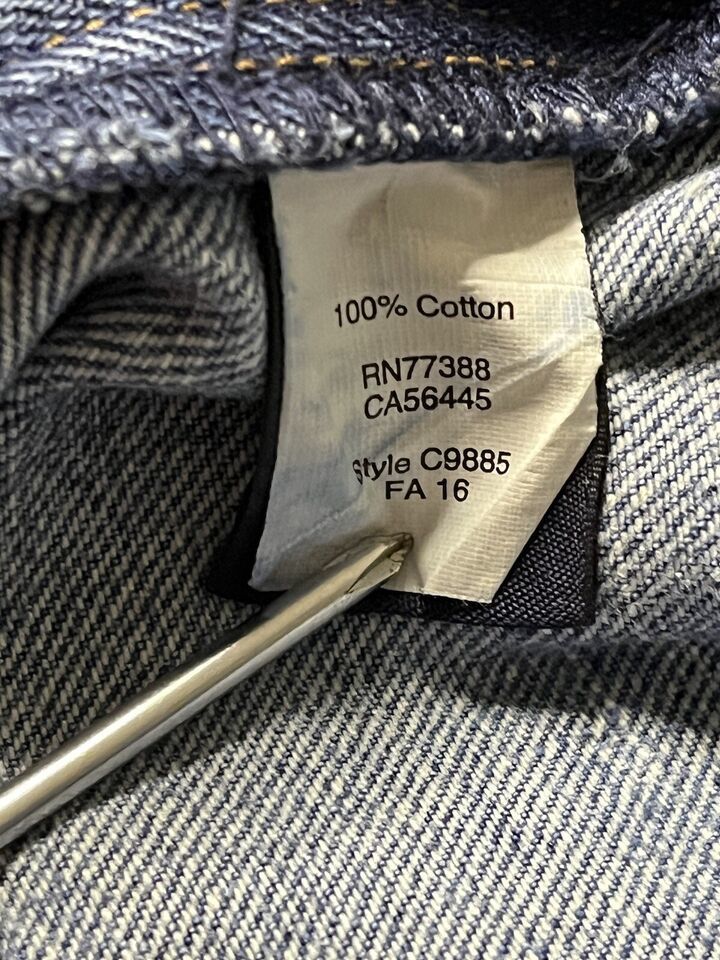 100% Cotton
RN77388
CA56445
Style C9885
FA 16